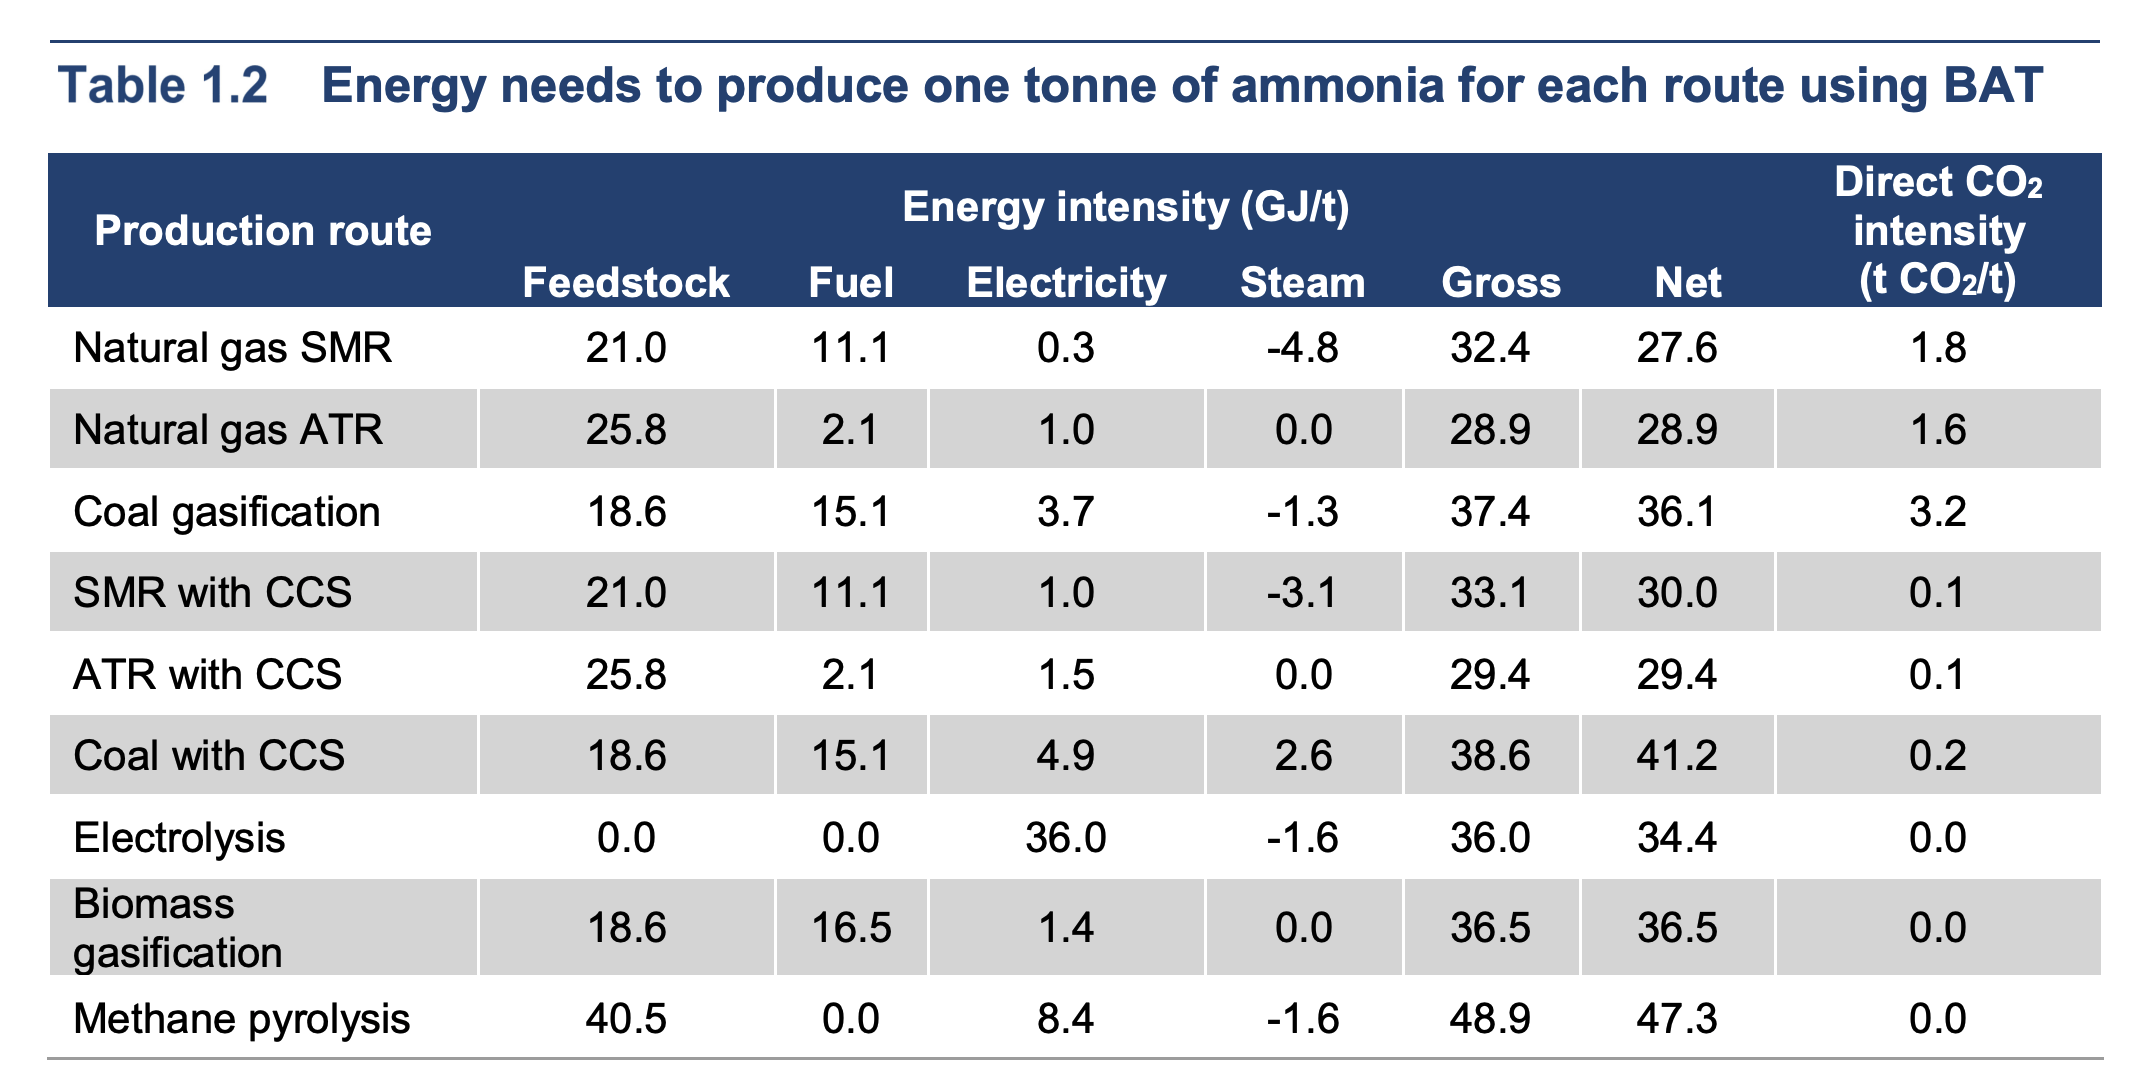 Table 1.2 Energy needs to produce one tonne of ammonia for each route using BAT
Production route Energy intensity (GJ/t) Direct CO₂ intensity (t CO₂/t)
Feedstock Fuel Electricity Steam Gross Net
Natural gas SMR 21.0 11.1 0.3 -4.8 32.4 27.6 1.8
Natural gas ATR 25.8 2.1 1.0 0.0 28.9 28.9 1.6
Coal gasification 18.6 15.1 3.7 -1.3 37.4 36.1 3.2
SMR with CCS 21.0 11.1 1.0 -3.1 33.1 30.0 0.1
ATR with CCS 25.8 2.1 1.5 0.0 29.4 29.4 0.1
Coal with CCS 18.6 15.1 4.9 2.6 38.6 41.2 0.2
Electrolysis 0.0 0.0 36.0 -1.6 36.0 34.4 0.0
Biomass gasification 18.6 16.5 1.4 0.0 36.5 36.5 0.0
Methane pyrolysis 40.5 0.0 8.4 -1.6 48.9 47.3 0.0